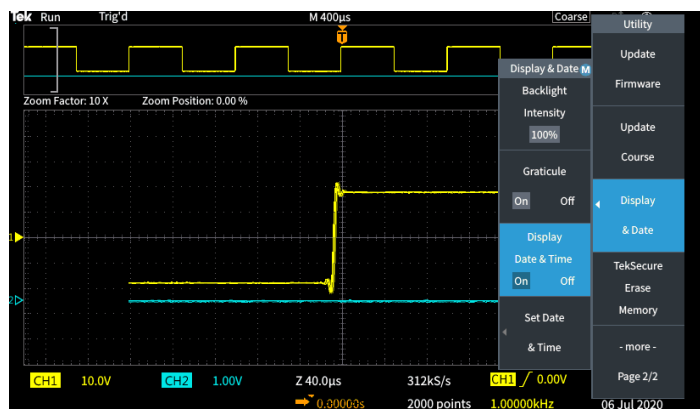 Tek Run Trig'd M 400µs Coarse
Zoom Factor: 10 X Zoom Position: 0.00 %
T
1
2
Display & Date M
Backlight
Intensity
100%
Graticule
On Off
Display
Date & Time
On Off
Set Date
& Time
Utility
Update
Firmware
Update
Course
Display
& Date
TekSecure
Erase
Memory
- more -
Page 2/2
CH1 10.0V CH2 1.00V Z 40.0µs 312kS/s CH1 0.00V
0.00000s 2000 points 1.00000kHz 06 Jul 2020